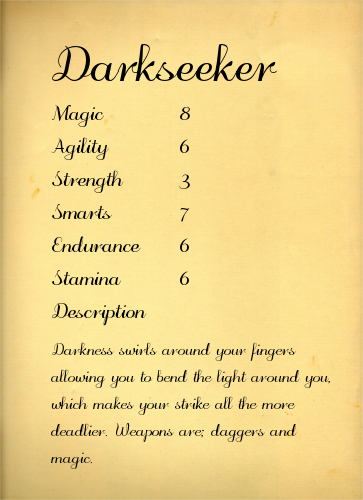 Darkseeker
Magic 8
Agility 6
Strength 3
Smarts 7
Endurance 6
Stamina 6
Description
Darkness swirls around your fingers
allowing you to bend the light around you,
which makes your strike all the more
deadlier. Weapons are; daggers and
magic.